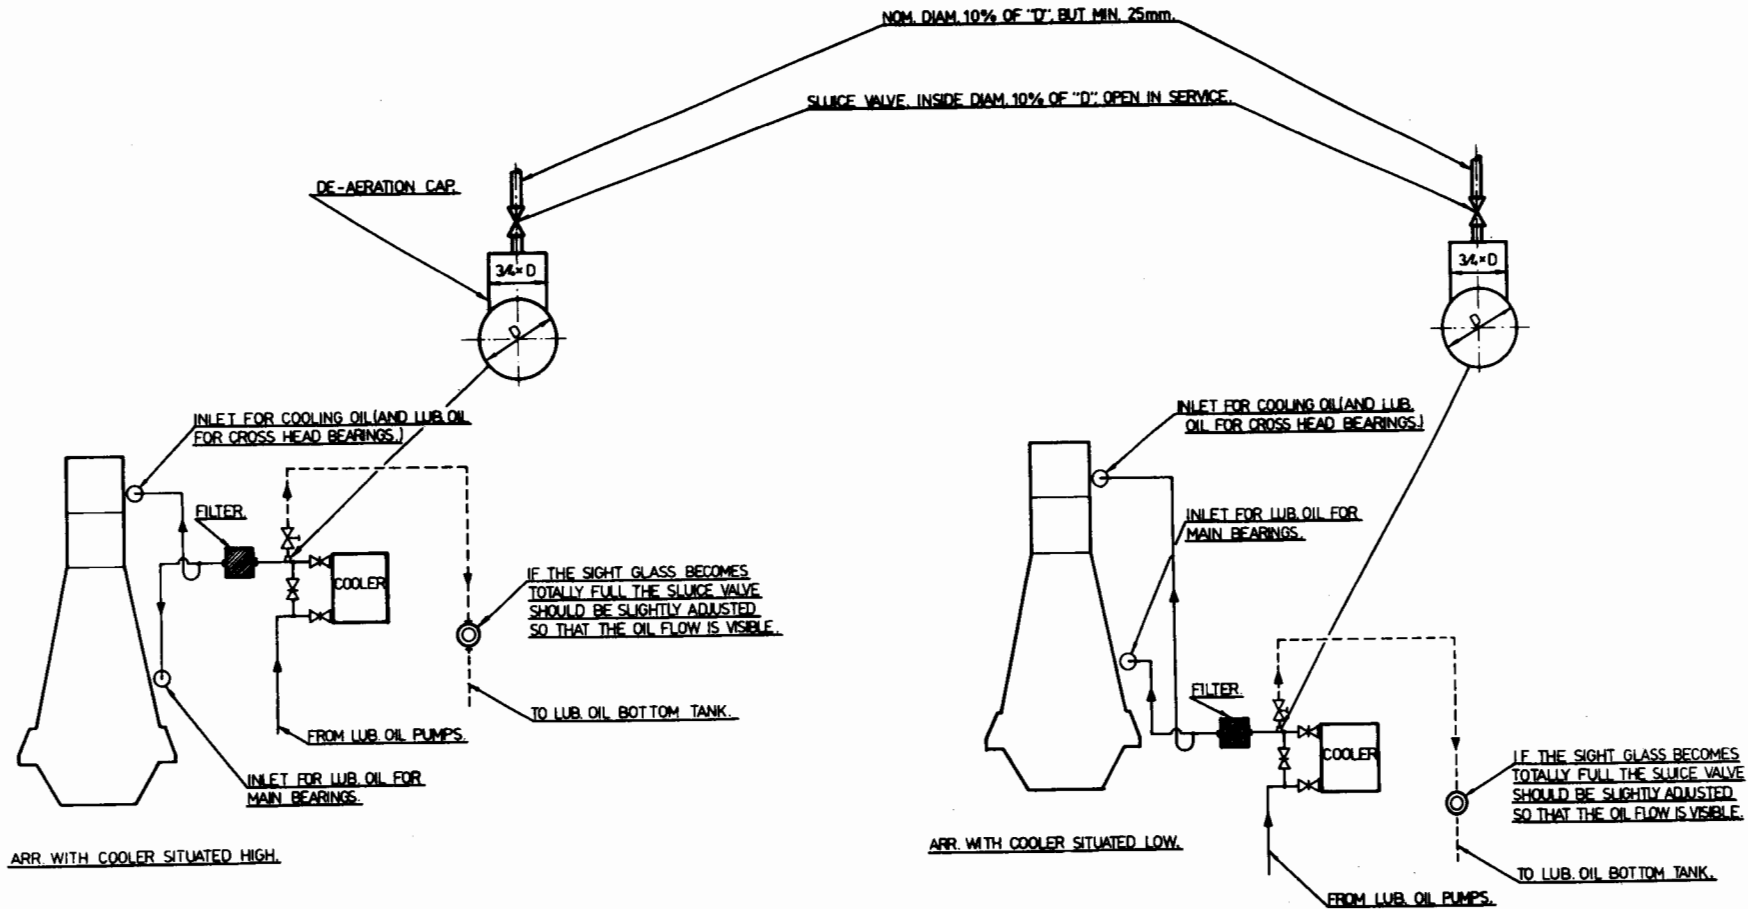 NOM. DIAM. 10% OF "D", BUT MIN. 25mm.
SLUICE VALVE, INSIDE DIAM. 10% OF "D", OPEN IN SERVICE.
DE-AERATION CAP.
3/4×D
D
3/4×D
D
INLET FOR COOLING OIL (AND LUB. OIL
FOR CROSS HEAD BEARINGS.)
FILTER.
COOLER
IF THE SIGHT GLASS BECOMES
TOTALLY FULL THE SLUICE VALVE
SHOULD BE SLIGHTLY ADJUSTED
SO THAT THE OIL FLOW IS VISIBLE.
TO LUB. OIL BOTTOM TANK.
FROM LUB. OIL PUMPS.
INLET FOR LUB. OIL FOR
MAIN BEARINGS.
ARR. WITH COOLER SITUATED HIGH.
INLET FOR COOLING OIL (AND LUB.
OIL FOR CROSS HEAD BEARINGS.)
INLET FOR LUB. OIL FOR
MAIN BEARINGS.
FILTER.
COOLER
IF THE SIGHT GLASS BECOMES
TOTALLY FULL THE SLUICE VALVE
SHOULD BE SLIGHTLY ADJUSTED
SO THAT THE OIL FLOW IS VISIBLE.
TO LUB. OIL BOTTOM TANK.
FROM LUB. OIL PUMPS.
ARR. WITH COOLER SITUATED LOW.